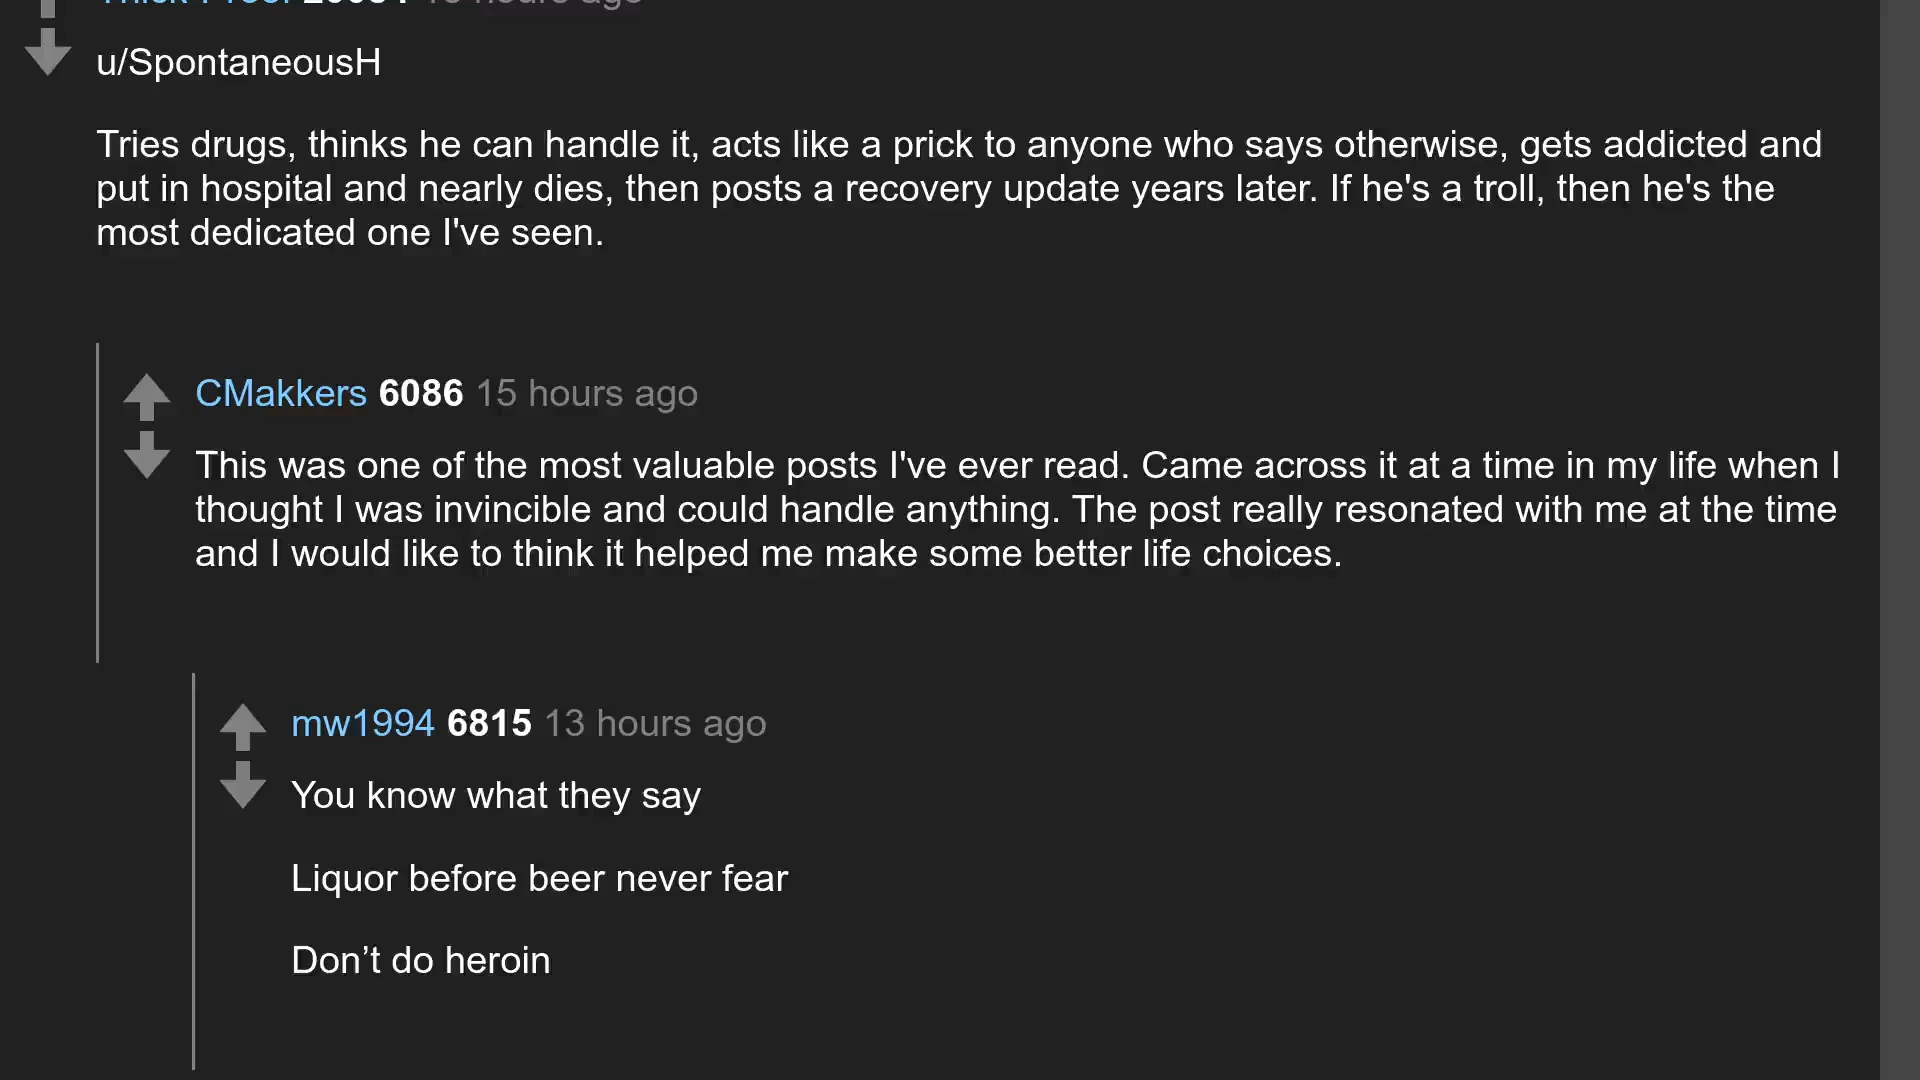 u/SpontaneousH
Tries drugs, thinks he can handle it, acts like a prick to anyone who says otherwise, gets addicted and
put in hospital and nearly dies, then posts a recovery update years later. If he's a troll, then he's the
most dedicated one I've seen.
CMakkers 6086 15 hours ago
This was one of the most valuable posts I've ever read. Came across it at a time in my life when I
thought I was invincible and could handle anything. The post really resonated with me at the time
and I would like to think it helped me make some better life choices.
mw1994 6815 13 hours ago
You know what they say
Liquor before beer never fear
Don’t do heroin